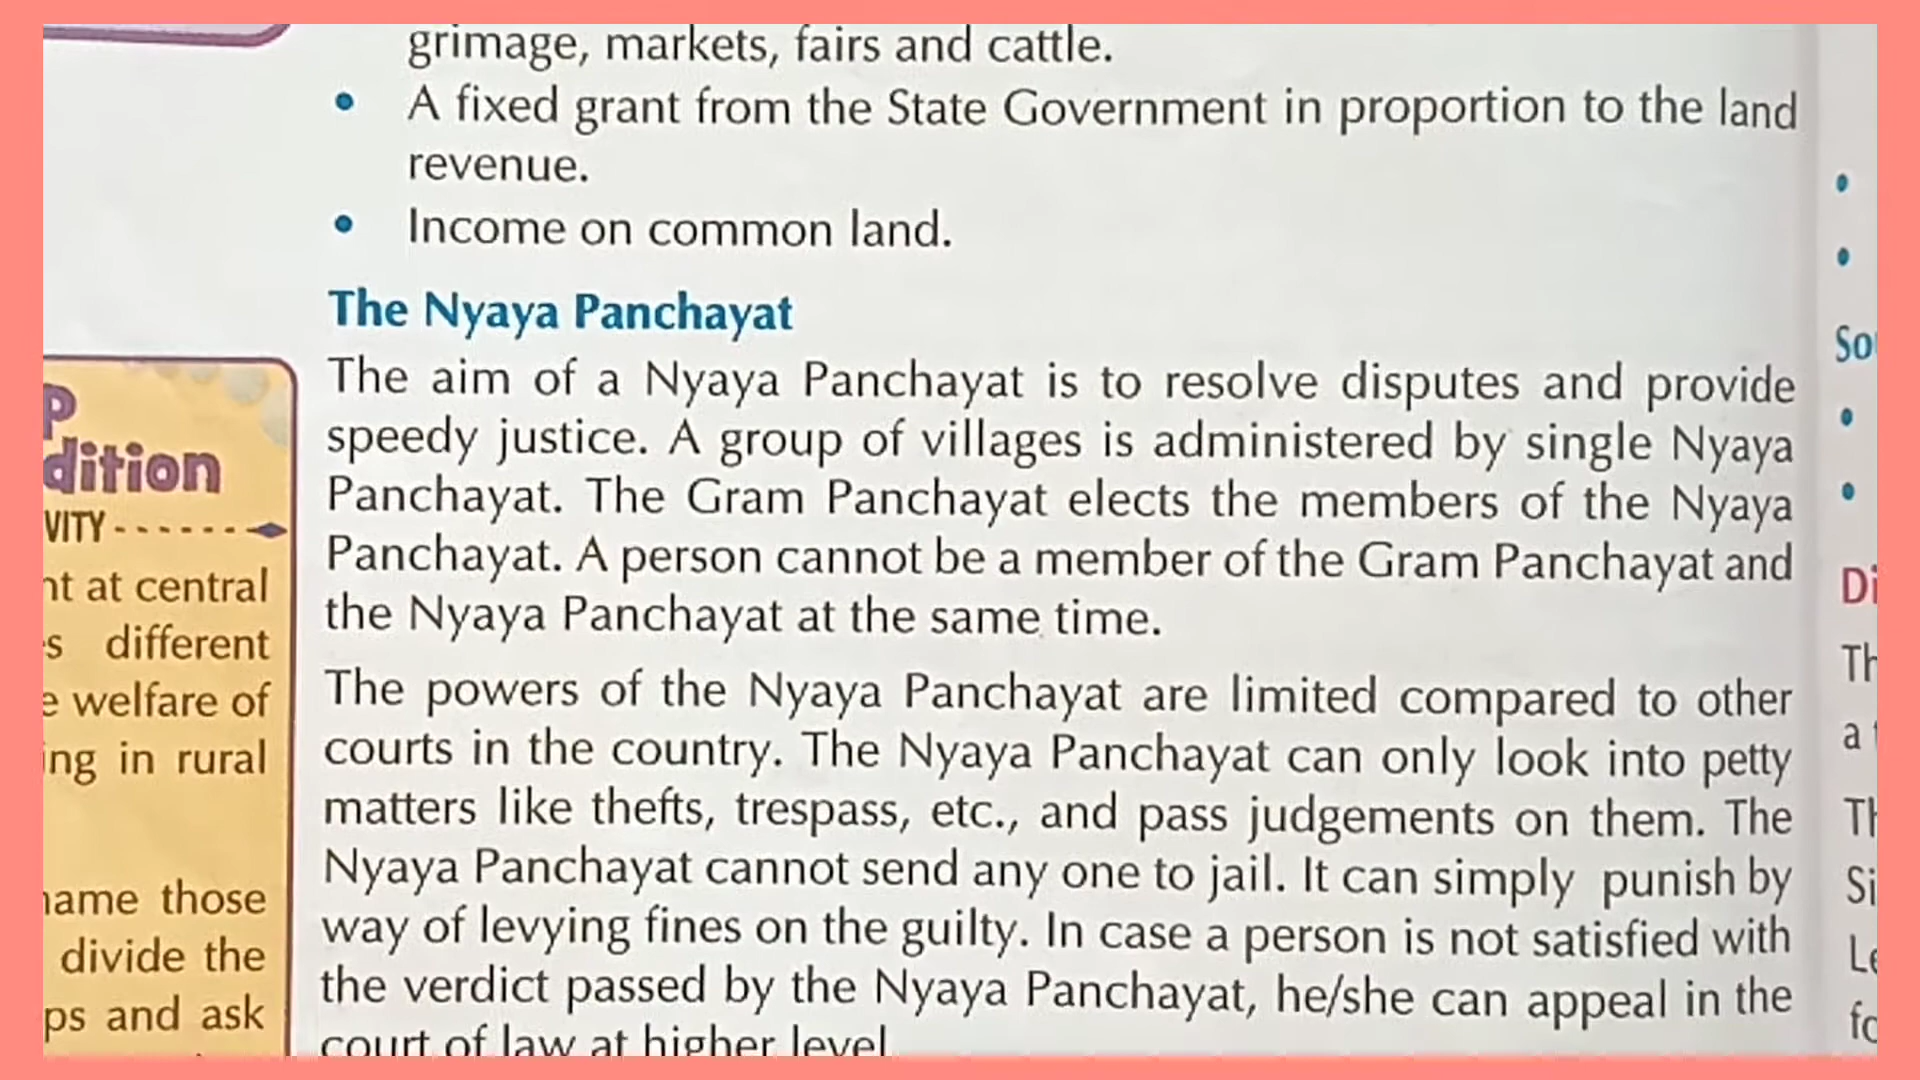 grimage, markets, fairs and cattle.
• A fixed grant from the State Government in proportion to the land
revenue.
• Income on common land.
The Nyaya Panchayat
The aim of a Nyaya Panchayat is to resolve disputes and provide
speedy justice. A group of villages is administered by single Nyaya
Panchayat. The Gram Panchayat elects the members of the Nyaya
Panchayat. A person cannot be a member of the Gram Panchayat and
the Nyaya Panchayat at the same time.
The powers of the Nyaya Panchayat are limited compared to other
courts in the country. The Nyaya Panchayat can only look into petty
matters like thefts, trespass, etc., and pass judgements on them. The
Nyaya Panchayat cannot send any one to jail. It can simply punish by
way of levying fines on the guilty. In case a person is not satisfied with
the verdict passed by the Nyaya Panchayat, he/she can appeal in the
court of law at higher level
dition
VITY
at central
different
welfare of
in rural
those
divide the
and ask